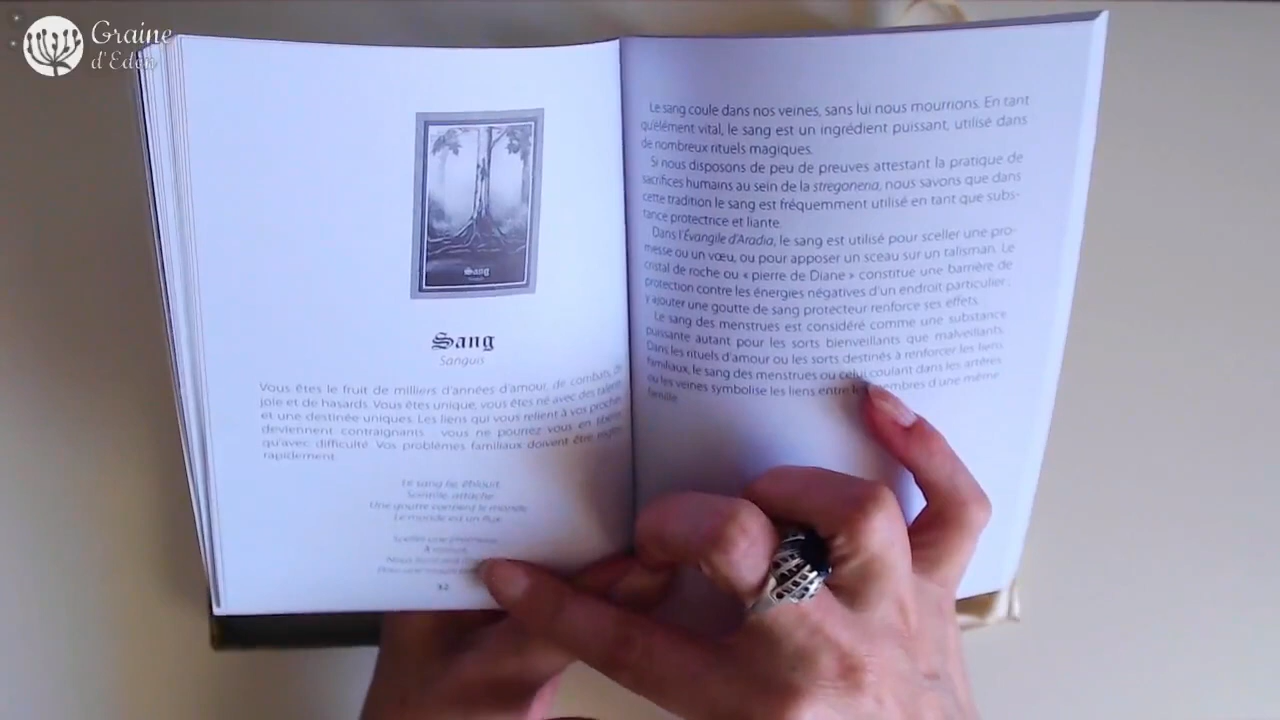 Graine
d'Eden
Sang
Sang
Sanguis
Vous êtes le fruit de milliers d'années d'amour, de combats, de
joie et de hasards. Vous êtes unique, vous êtes né avec des talents
et une destinée uniques. Les liens qui vous relient à vos proches
deviennent contraignants : vous ne pourrez vous en libérer
qu'avec difficulté. Vos problèmes familiaux doivent être réglés
rapidement.
Le sang lie, éblouit,
attache
Une goutte contient le monde
Le monde est un flux
une promesse
32
Le sang coule dans nos veines, sans lui nous mourrions. En tant
qu'élément vital, le sang est un ingrédient puissant, utilisé dans
de nombreux rituels magiques.
Si nous disposons de peu de preuves attestant la pratique de
sacrifices humains au sein de la stregoneria, nous savons que dans
cette tradition le sang est fréquemment utilisé en tant que subs-
tance protectrice et liante.
Dans l'Évangile d'Aradia, le sang est utilisé pour sceller une pro-
messe ou un vœu, ou pour apposer un sceau sur un talisman. Le
cristal de roche ou « pierre de Diane » constitue une barrière de
protection contre les énergies négatives d'un endroit particulier ;
y ajouter une goutte de sang protecteur renforce ses effets.
Le sang des menstrues est considéré comme une substance
puissante autant pour les sorts bienveillants que malveillants.
Dans les rituels d'amour ou les sorts destinés à renforcer les liens
familiaux, le sang des menstrues ou celui coulant dans les artères
ou les veines symbolise les liens entre les membres d'une même
famille.